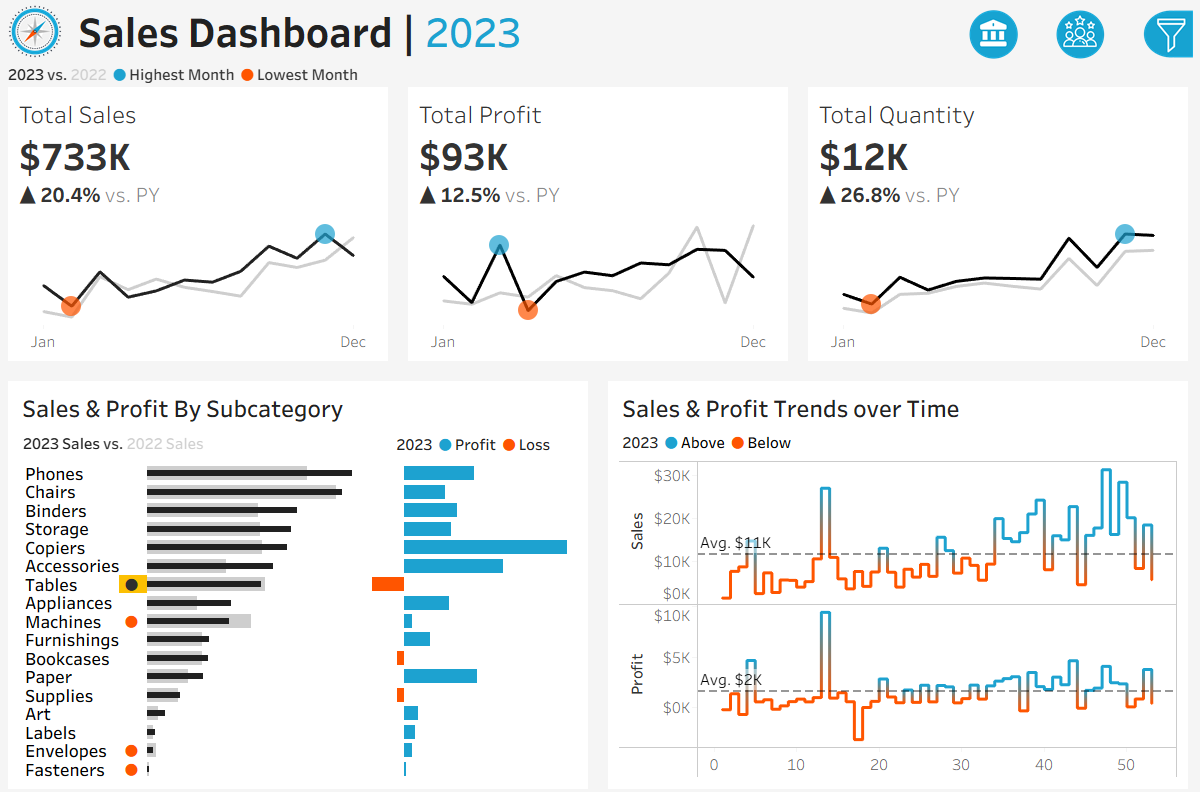 Sales Dashboard | 2023
2023 vs. 2022 Highest Month Lowest Month
Total Sales
$733K
▲ 20.4% vs. PY
Jan Dec
Total Profit
$93K
▲ 12.5% vs. PY
Jan Dec
Total Quantity
$12K
▲ 26.8% vs. PY
Jan Dec
Sales & Profit By Subcategory
2023 Sales vs. 2022 Sales
2023 Profit Loss
Phones
Chairs
Binders
Storage
Copiers
Accessories
Tables
Appliances
Machines
Furnishings
Bookcases
Paper
Supplies
Art
Labels
Envelopes
Fasteners
Sales & Profit Trends over Time
2023 Above Below
Sales
$30K
$20K
$10K
$0K
Avg. $11K
Profit
$10K
$5K
$0K
Avg. $2K
0 10 20 30 40 50